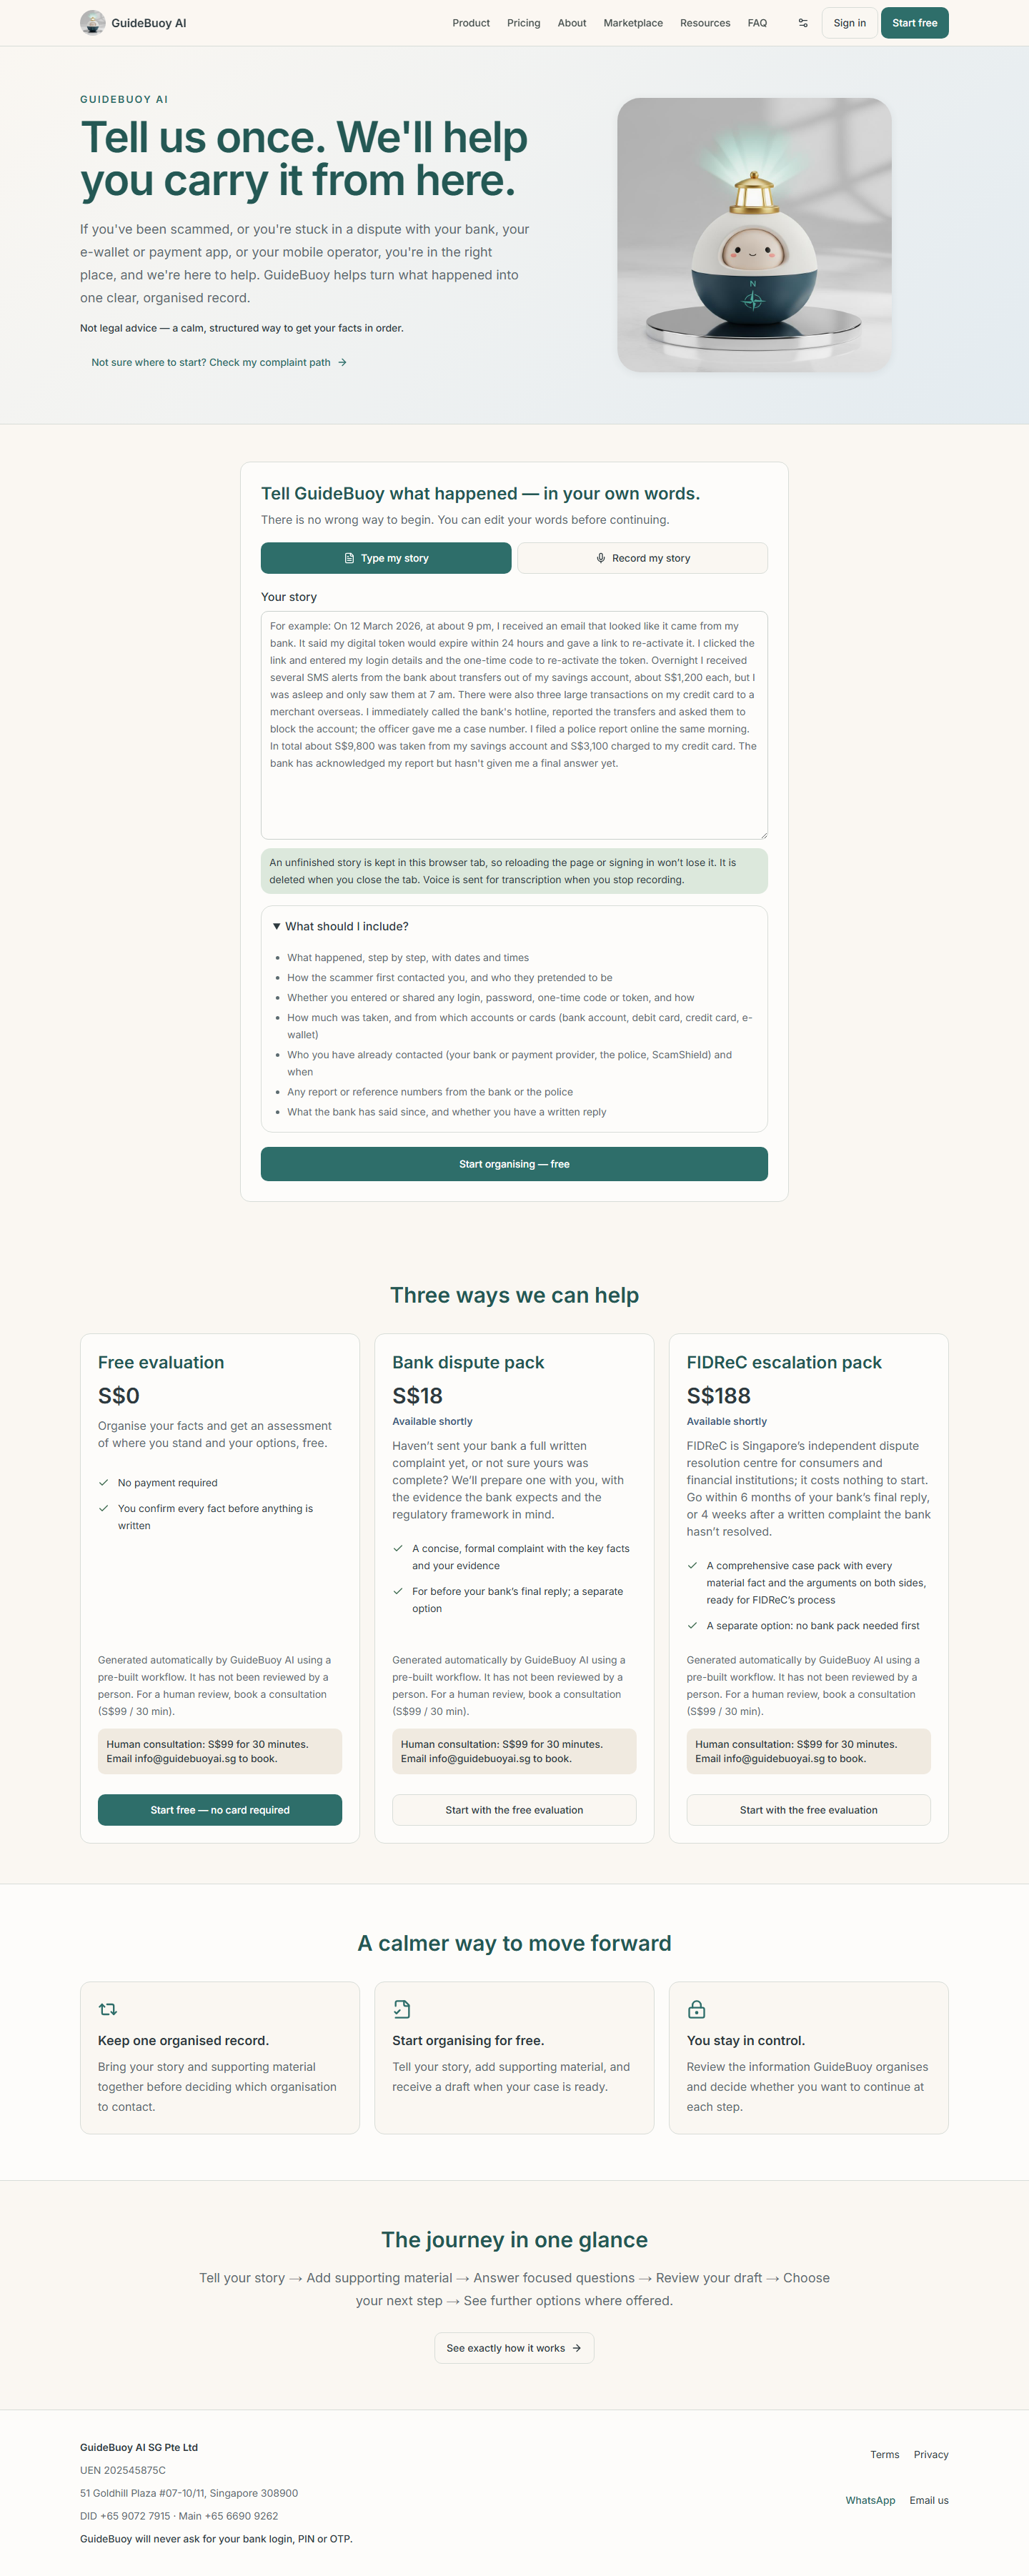 GuideBuoy AI
Product Pricing About Marketplace Resources FAQ Sign in Start free
GUIDEBUOY AI
Tell us once. We'll help
you carry it from here.
If you've been scammed, or you're stuck in a dispute with your bank, your
e-wallet or payment app, or your mobile operator, you're in the right
place, and we're here to help. GuideBuoy helps turn what happened into
one clear, organised record.
Not legal advice — a calm, structured way to get your facts in order.
Not sure where to start? Check my complaint path →
N
Tell GuideBuoy what happened — in your own words.
There is no wrong way to begin. You can edit your words before continuing.
Type my story
Record my story
Your story
For example: On 12 March 2026, at about 9 pm, I received an email that looked like it came from my
bank. It said my digital token would expire within 24 hours and gave a link to re-activate it. I clicked the
link and entered my login details and the one-time code to re-activate the token. Overnight I received
several SMS alerts from the bank about transfers out of my savings account, about S$1,200 each, but I
was asleep and only saw them at 7 am. There were also three large transactions on my credit card to a
merchant overseas. I immediately called the bank's hotline, reported the transfers and asked them to
block the account; the officer gave me a case number. I filed a police report online the same morning.
In total about S$9,800 was taken from my savings account and S$3,100 charged to my credit card. The
bank has acknowledged my report but hasn't given me a final answer yet.
An unfinished story is kept in this browser tab, so reloading the page or signing in won't lose it. It is
deleted when you close the tab. Voice is sent for transcription when you stop recording.
▼ What should I include?
• What happened, step by step, with dates and times
• How the scammer first contacted you, and who they pretended to be
• Whether you entered or shared any login, password, one-time code or token, and how
• How much was taken, and from which accounts or cards (bank account, debit card, credit card, e-
wallet)
• Who you have already contacted (your bank or payment provider, the police, ScamShield) and
when
• Any report or reference numbers from the bank or the police
• What the bank has said since, and whether you have a written reply
Start organising — free
Three ways we can help
Free evaluation
S$0
Organise your facts and get an assessment
of where you stand and your options, free.
No payment required
You confirm every fact before anything is
written
Generated automatically by GuideBuoy AI using a
pre-built workflow. It has not been reviewed by a
person. For a human review, book a consultation
(S$99 / 30 min).
Human consultation: S$99 for 30 minutes.
Email info@guidebuoyai.sg to book.
Start free — no card required
Bank dispute pack
S$18
Available shortly
Haven't sent your bank a full written
complaint yet, or not sure yours was
complete? We'll prepare one with you, with
the evidence the bank expects and the
regulatory framework in mind.
A concise, formal complaint with the key facts
and your evidence
For before your bank's final reply; a separate
option
Generated automatically by GuideBuoy AI using a
pre-built workflow. It has not been reviewed by a
person. For a human review, book a consultation
(S$99 / 30 min).
Human consultation: S$99 for 30 minutes.
Email info@guidebuoyai.sg to book.
Start with the free evaluation
FIDReC escalation pack
S$188
Available shortly
FIDReC is Singapore's independent dispute
resolution centre for consumers and
financial institutions; it costs nothing to start.
Go within 6 months of your bank's final reply,
or 4 weeks after a written complaint the bank
hasn't resolved.
A comprehensive case pack with every
material fact and the arguments on both sides,
ready for FIDReC's process
A separate option: no bank pack needed first
Generated automatically by GuideBuoy AI using a
pre-built workflow. It has not been reviewed by a
person. For a human review, book a consultation
(S$99 / 30 min).
Human consultation: S$99 for 30 minutes.
Email info@guidebuoyai.sg to book.
Start with the free evaluation
A calmer way to move forward
Keep one organised record.
Bring your story and supporting material
together before deciding which organisation
to contact.
Start organising for free.
Tell your story, add supporting material, and
receive a draft when your case is ready.
You stay in control.
Review the information GuideBuoy organises
and decide whether you want to continue at
each step.
The journey in one glance
Tell your story → Add supporting material → Answer focused questions → Review your draft → Choose
your next step → See further options where offered.
See exactly how it works →
GuideBuoy AI SG Pte Ltd
UEN 202545875C
51 Goldhill Plaza #07-10/11, Singapore 308900
DID +65 9072 7915 · Main +65 6690 9262
GuideBuoy will never ask for your bank login, PIN or OTP.
Terms Privacy
WhatsApp Email us